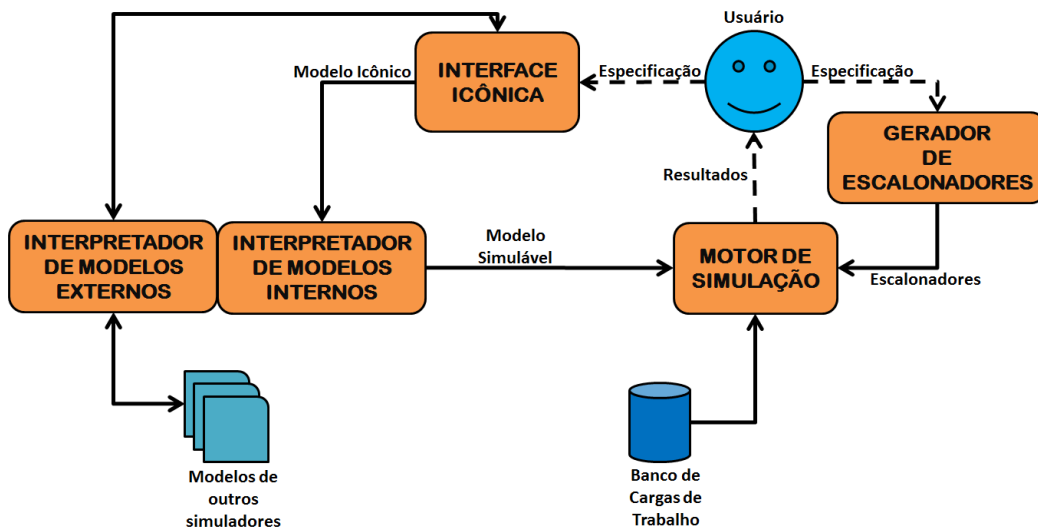 Usuário
Modelo Icônico
INTERFACE
ICÔNICA
Especificação
Especificação
GERADOR
DE
ESCALONADORES
Resultados
INTERPRETADOR
DE MODELOS
EXTERNOS
INTERPRETADOR
DE MODELOS
INTERNOS
Modelo
Simulável
MOTOR DE
SIMULAÇÃO
Escalonadores
Modelos de
outros
simuladores
Banco de
Cargas de
Trabalho